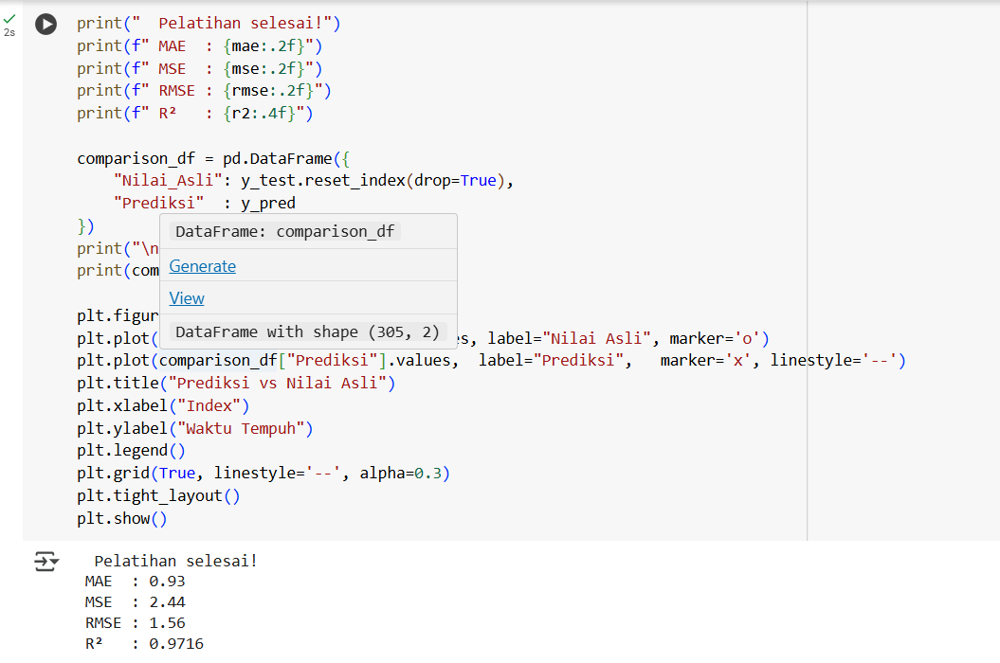 2s
print("  Pelatihan selesai!")
print(f" MAE  : {mae:.2f}")
print(f" MSE  : {mse:.2f}")
print(f" RMSE : {rmse:.2f}")
print(f" R²   : {r2:.4f}")
comparison_df = pd.DataFrame({
    "Nilai_Asli": y_test.reset_index(drop=True),
    "Prediksi"  : y_pred
})
DataFrame: comparison_df
print("\n
Generate
print(com
View
plt.figur
DataFrame with shape (305, 2)
plt.plot(
s, label="Nilai Asli", marker='o')
plt.plot(comparison_df["Prediksi"].values,  label="Prediksi",   marker='x', linestyle='--')
plt.title("Prediksi vs Nilai Asli")
plt.xlabel("Index")
plt.ylabel("Waktu Tempuh")
plt.legend()
plt.grid(True, linestyle='--', alpha=0.3)
plt.tight_layout()
plt.show()
Pelatihan selesai!
MAE  : 0.93
MSE  : 2.44
RMSE : 1.56
R²   : 0.9716